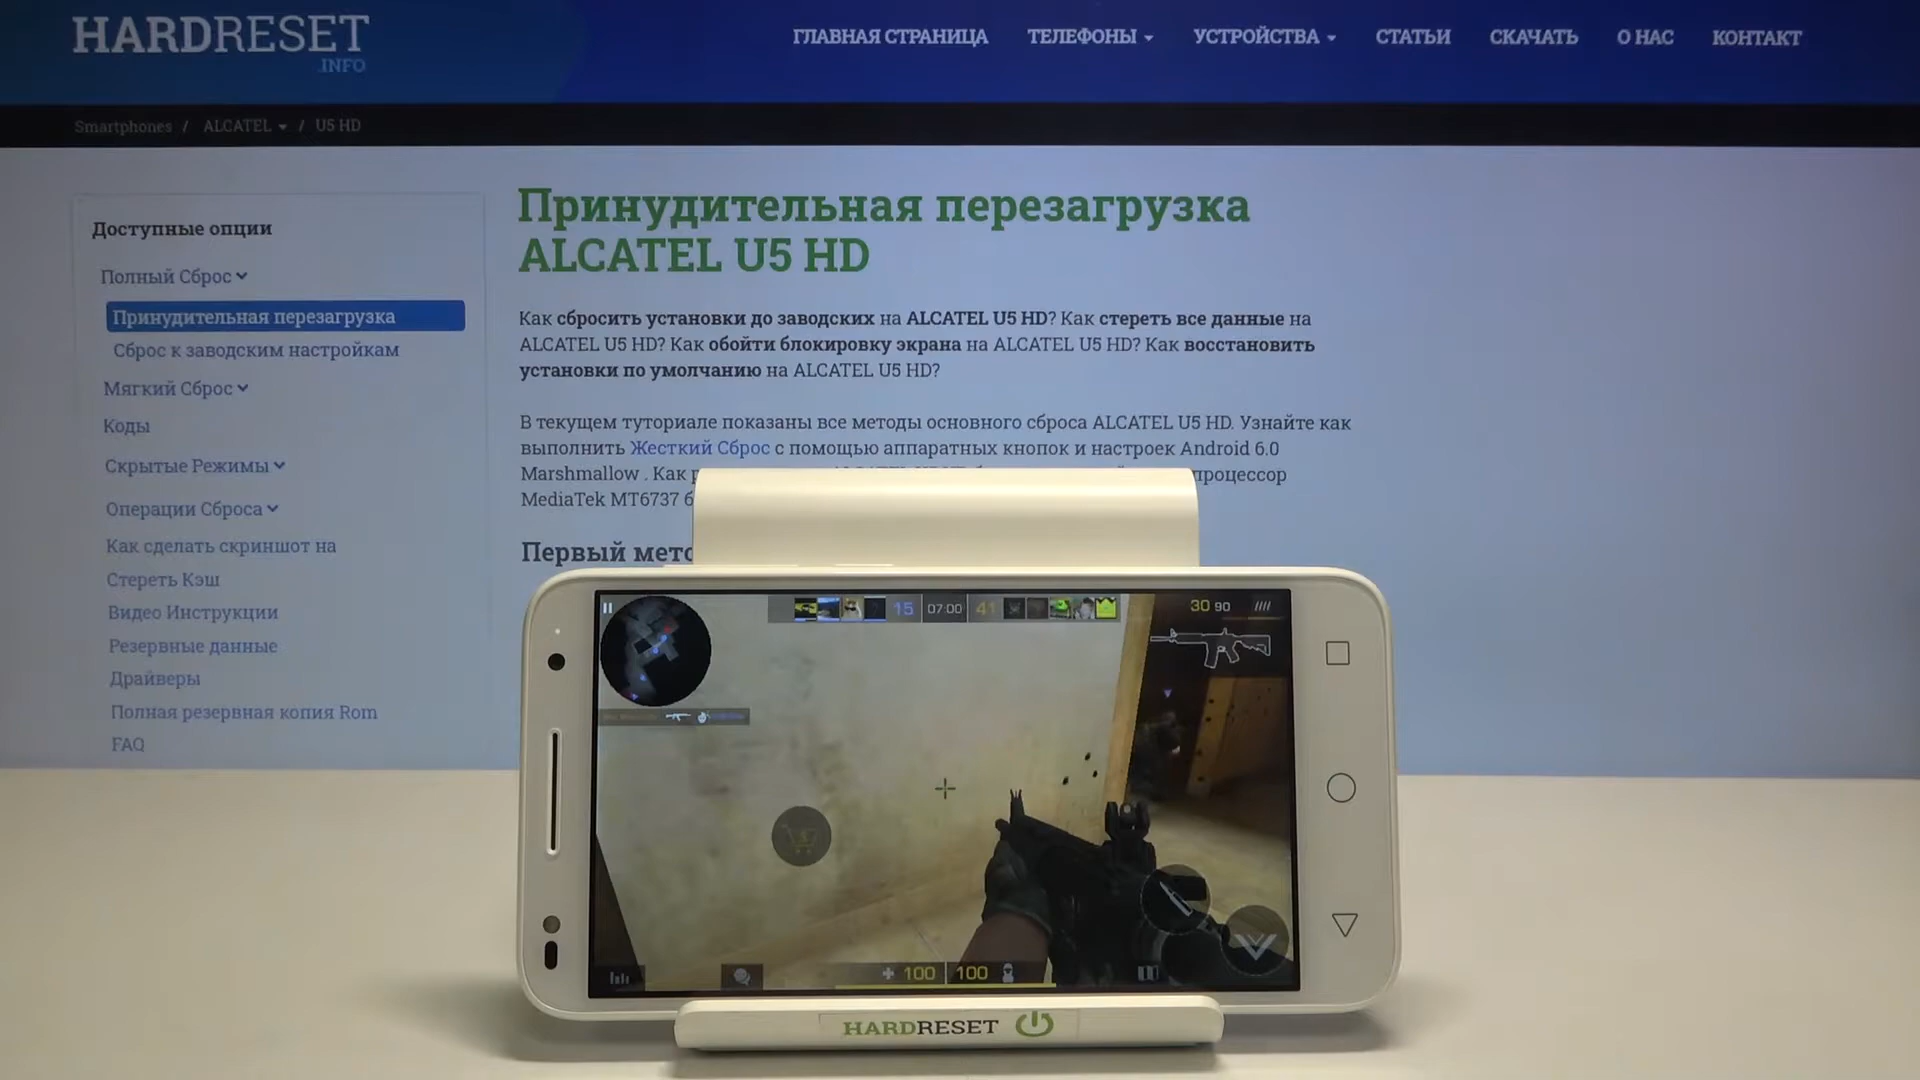 HARDRESET
.INFO
ГЛАВНАЯ СТРАНИЦА ТЕЛЕФОНЫ УСТРОЙСТВА СТАТЬИ СКАЧАТЬ О НАС КОНТАКТ
Smartphones / ALCATEL / U5 HD
Доступные опции
Полный Сброс
Принудительная перезагрузка
Сброс к заводским настройкам
Мягкий Сброс
Коды
Скрытые Режимы
Операции Сброса
Как сделать скриншот на
Стереть Кэш
Видео Инструкции
Резервные данные
Драйверы
Полная резервная копия Rom
FAQ
Принудительная перезагрузка
ALCATEL U5 HD
Как сбросить установки до заводских на ALCATEL U5 HD? Как стереть все данные на
ALCATEL U5 HD? Как обойти блокировку экрана на ALCATEL U5 HD? Как восстановить
установки по умолчанию на ALCATEL U5 HD?
В текущем туториале показаны все методы основного сброса ALCATEL U5 HD. Узнайте как
выполнить Жесткий Сброс с помощью аппаратных кнопок и настроек Android 6.0
Marshmallow . Как процессор
MediaTek MT6737
Первый
15 07:00 41
30 90
100 100
HARDRESET